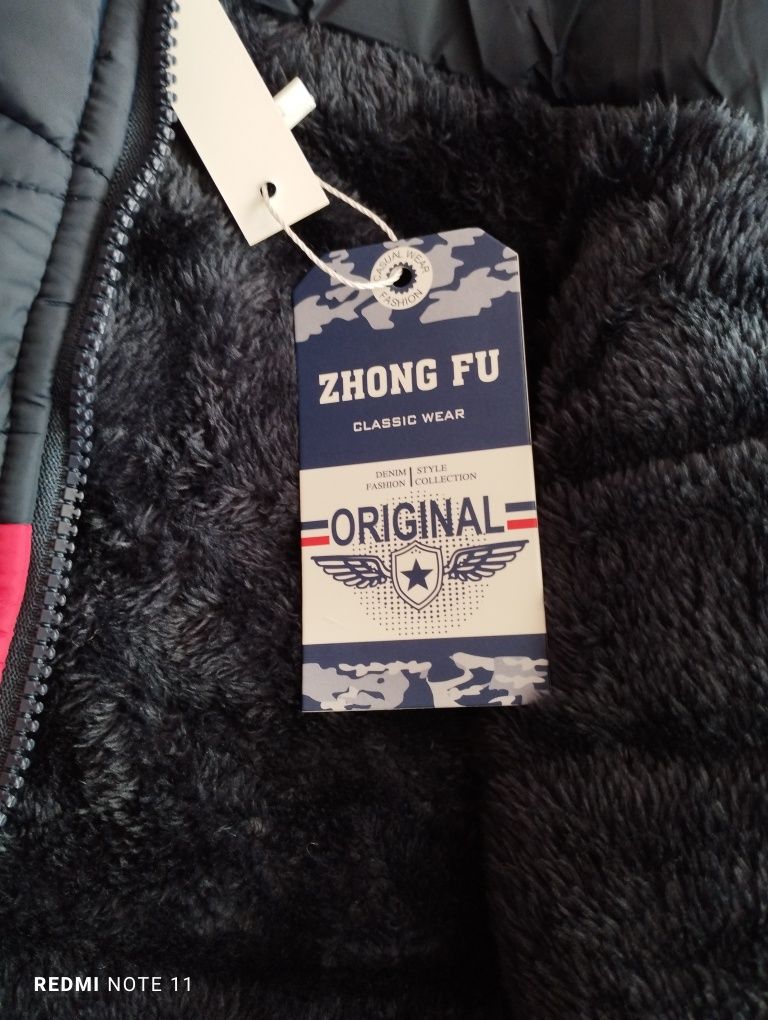 CASUAL WEAR
FASHION
ZHONG FU
CLASSIC WEAR
DENIM STYLE
FASHION COLLECTION
ORIGINAL
REDMI NOTE 11